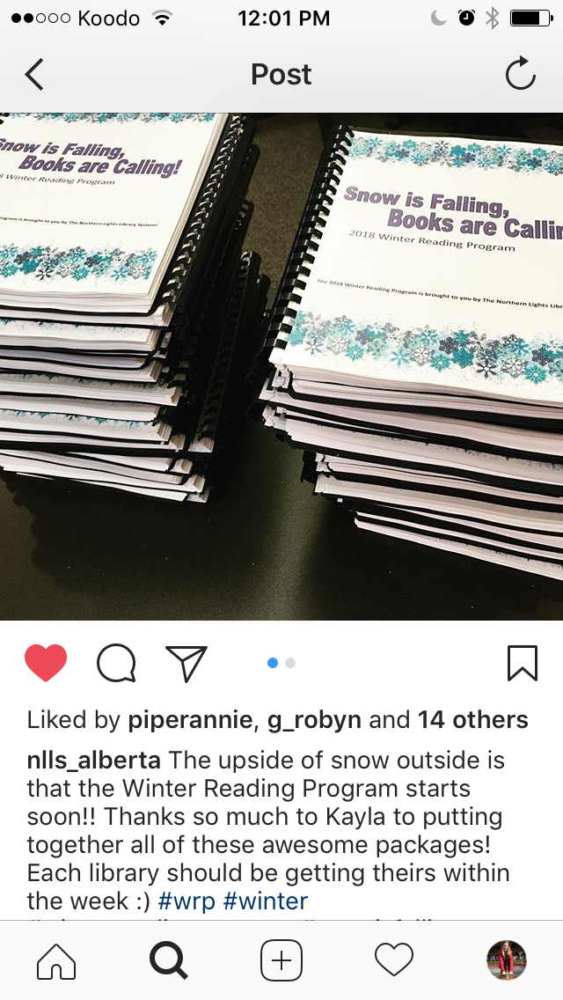 Koodo 12:01 PM
Post
Snow is Falling,
Books are Calling!
8 Winter Reading Program
Program is brought to you by The Northern Lights Library System!
Snow is Falling,
Books are Callin
2018 Winter Reading Program
The 2018 Winter Reading Program is brought to you by The Northern Lights Libr
Liked by piperannie, g_robyn and 14 others
nlls_alberta The upside of snow outside is
that the Winter Reading Program starts
soon!! Thanks so much to Kayla to putting
together all of these awesome packages!
Each library should be getting theirs within
the week :) #wrp #winter